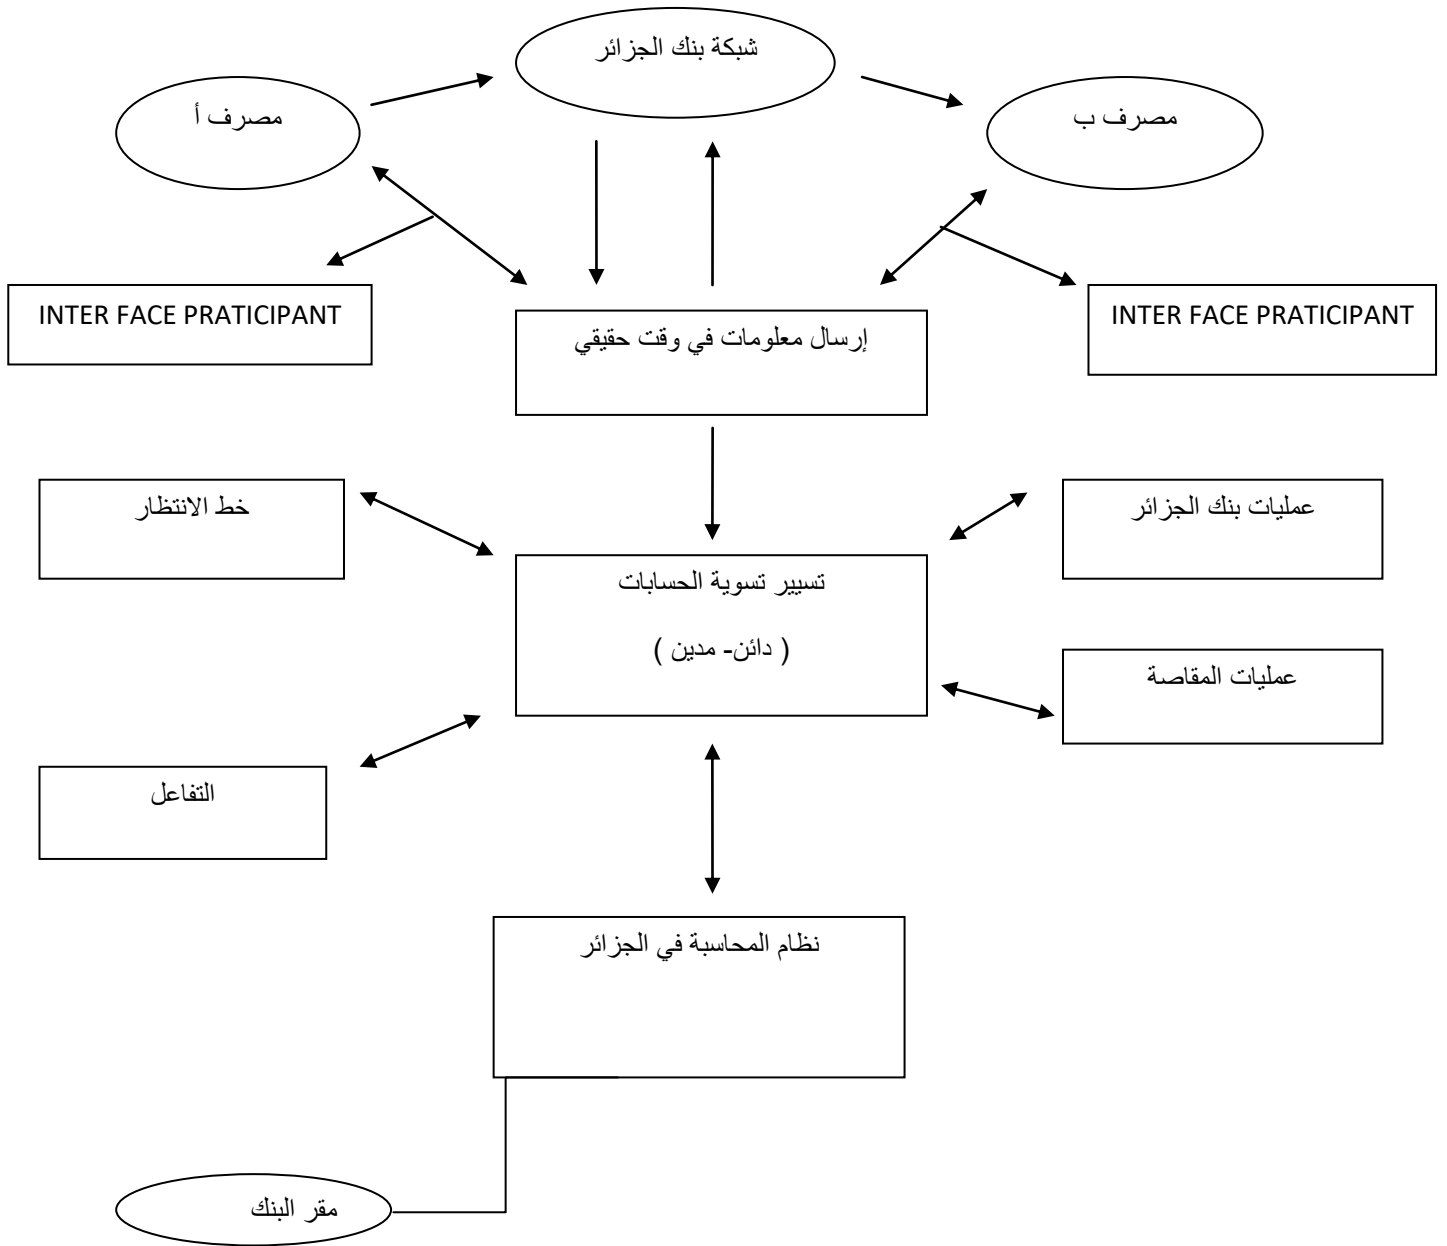 شبكة بنك الجزائر
مصرف أ
مصرف ب
INTER FACE PRATICIPANT
إرسال معلومات في وقت حقيقي
INTER FACE PRATICIPANT
خط الانتظار
عمليات بنك الجزائر
تسيير تسوية الحسابات
( دائن- مدين )
عمليات المقاصة
التفاعل
نظام المحاسبة في الجزائر
مقر البنك